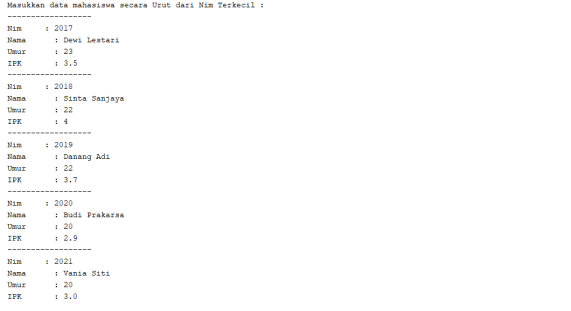 Masukkan data mahasiswa secara Urut dari Nim Terkecil :
------------------
Nim : 2017
Nama : Dewi Lestari
Umur : 23
IPK : 3.5
------------------
Nim : 2018
Nama : Sinta Sanjaya
Umur : 22
IPK : 4
------------------
Nim : 2019
Nama : Danang Adi
Umur : 22
IPK : 3.7
------------------
Nim : 2020
Nama : Budi Prakarsa
Umur : 20
IPK : 2.9
------------------
Nim : 2021
Nama : Vania Siti
Umur : 20
IPK : 3.0